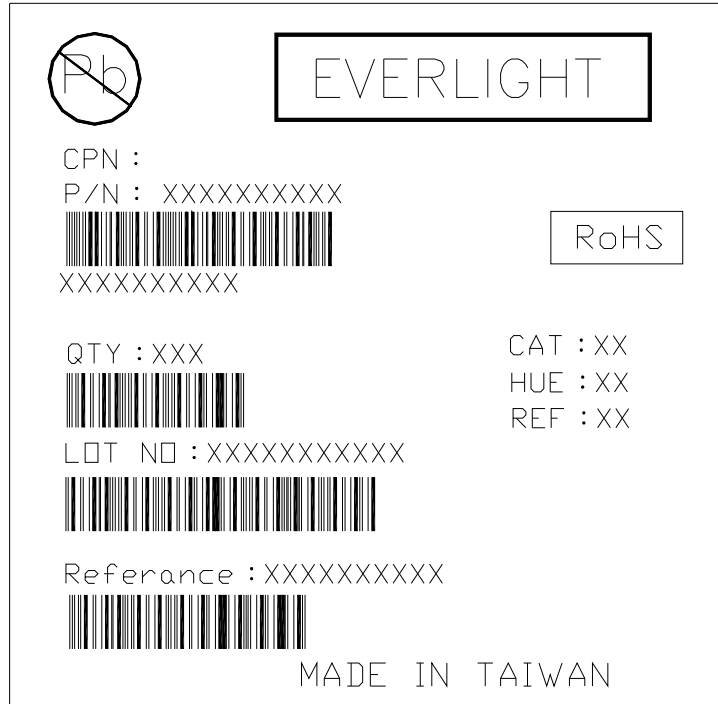 Pb
EVERLIGHT
CPN :
P/N : XXXXXXXXXX
RoHS
XXXXXXXXXX
QTY : XXX
CAT : XX
HUE : XX
REF : XX
LOT NO : XXXXXXXXXXX
Referance : XXXXXXXXXX
MADE IN TAIWAN